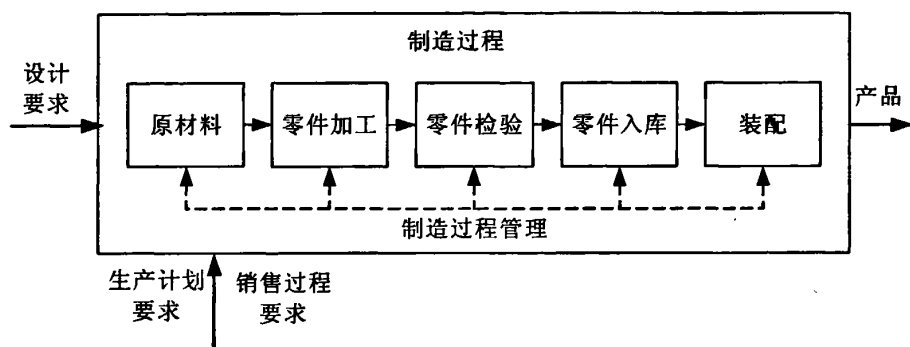 制造过程
设计
要求
原材料
零件加工
零件检验
零件入库
装配
产品
制造过程管理
生产计划
要求
销售过程
要求